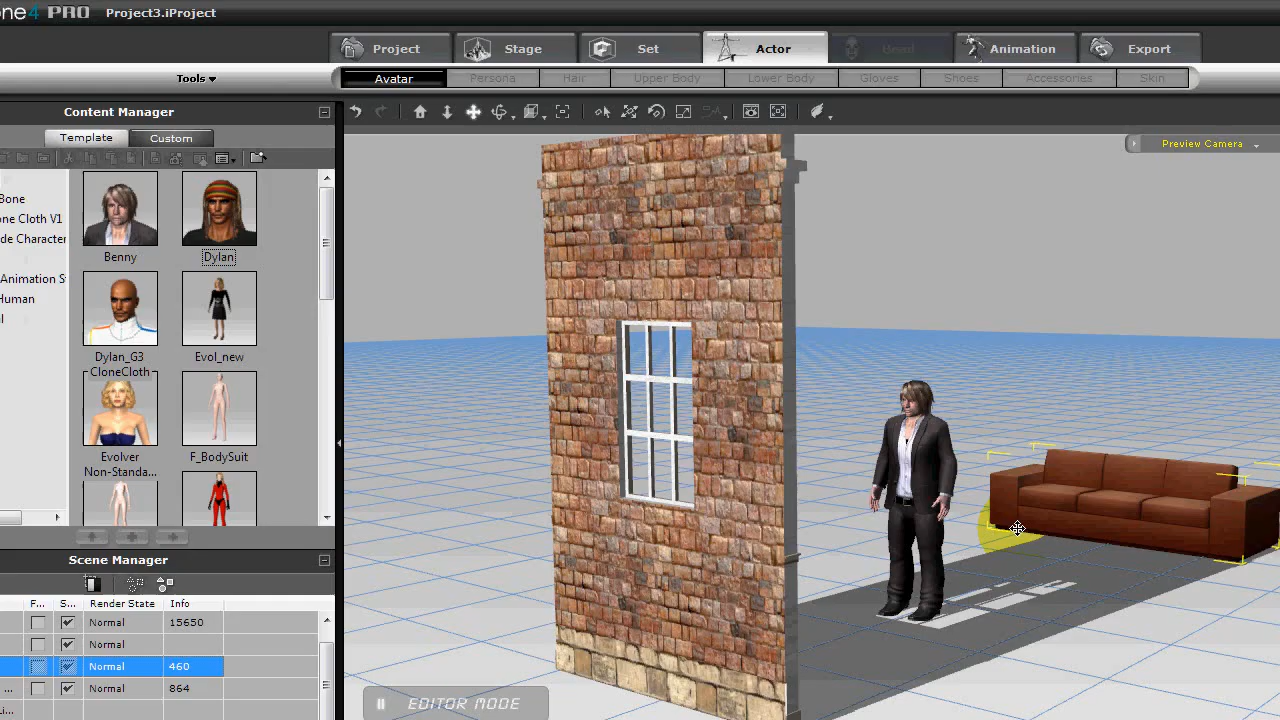 one4 PRO Project3.iProject
Project Stage Set Actor Head Animation Export
Tools
Avatar Persona Hair Upper Body Lower Body Gloves Shoes Accessories Skin
Content Manager
Template Custom
Preview Camera
Bone
one Cloth V1
de Character
Animation S
Human
l
Benny Dylan
Dylan_G3 Evol_new
CloneCloth
Evolver F_BodySuit
Non-Standa...
Scene Manager
F... S... Render State Info
Normal 15650
Normal
Normal 460
... Normal 864
Li...
EDITOR MODE